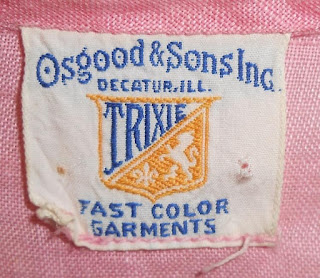 Osgood & Sons Inc.
DECATUR, ILL.
TRIXIE
FAST COLOR
GARMENTS